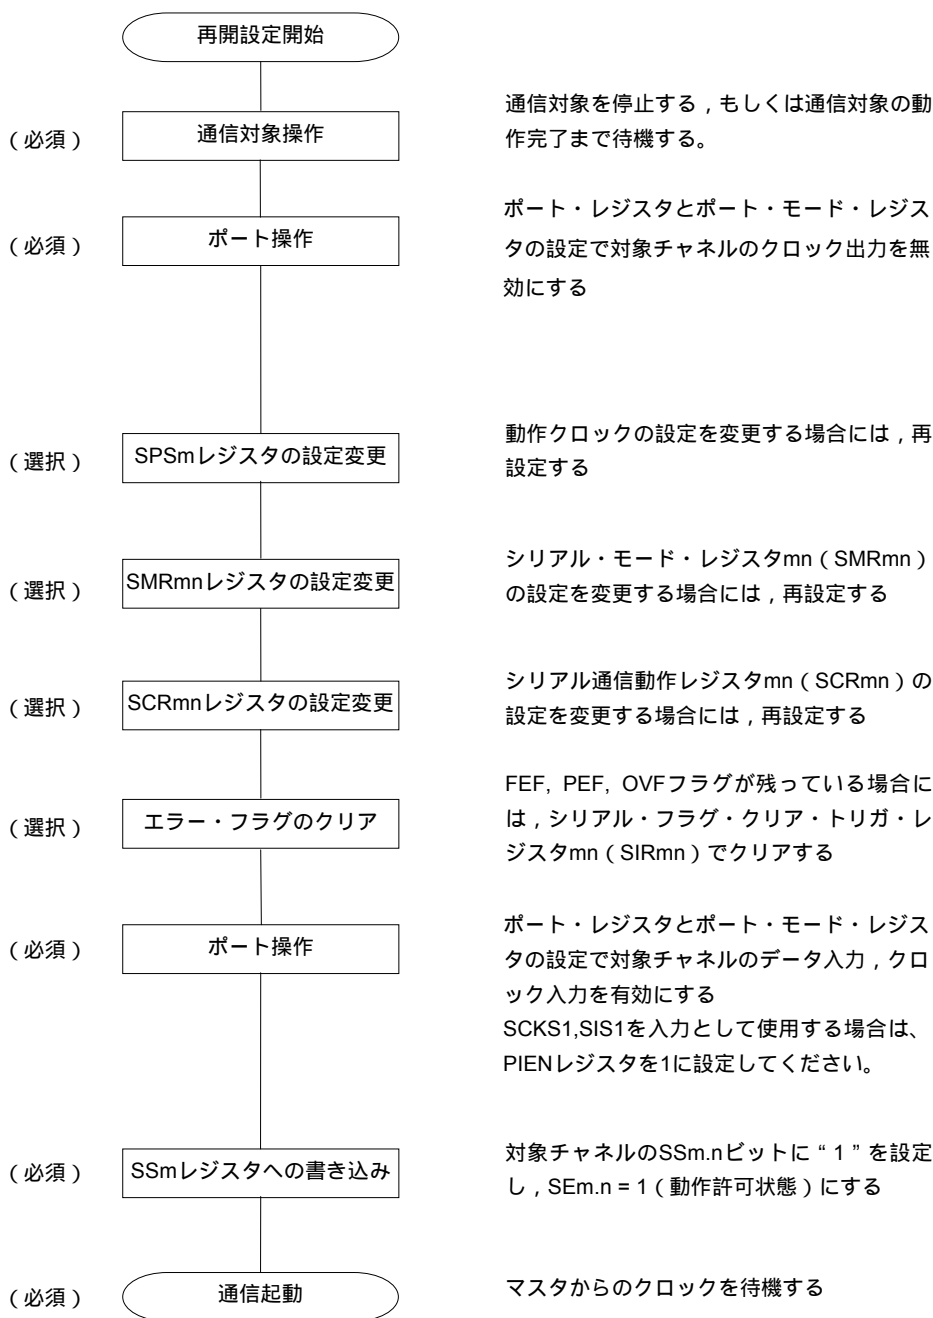 再開設定開始
(必須)
通信対象操作
通信対象を停止する,もしくは通信対象の動
作完了まで待機する。
(必須)
ポート操作
ポート・レジスタとポート・モード・レジス
タの設定で対象チャネルのクロック出力を無
効にする
(選択)
SPSmレジスタの設定変更
動作クロックの設定を変更する場合には,再
設定する
(選択)
SMRmnレジスタの設定変更
シリアル・モード・レジスタmn(SMRmn)
の設定を変更する場合には,再設定する
(選択)
SCRmnレジスタの設定変更
シリアル通信動作レジスタmn(SCRmn)の
設定を変更する場合には,再設定する
(選択)
エラー・フラグのクリア
FEF, PEF, OVFフラグが残っている場合に
は,シリアル・フラグ・クリア・トリガ・レ
ジスタmn(SIRmn)でクリアする
(必須)
ポート操作
ポート・レジスタとポート・モード・レジス
タの設定で対象チャネルのデータ入力,クロ
ック入力を有効にする
SCKS1,SIS1を入力として使用する場合は、
PIENレジスタを1に設定してください。
(必須)
SSmレジスタへの書き込み
対象チャネルのSSm.nビットに“1”を設定
し,SEm.n = 1(動作許可状態)にする
(必須)
通信起動
マスタからのクロックを待機する